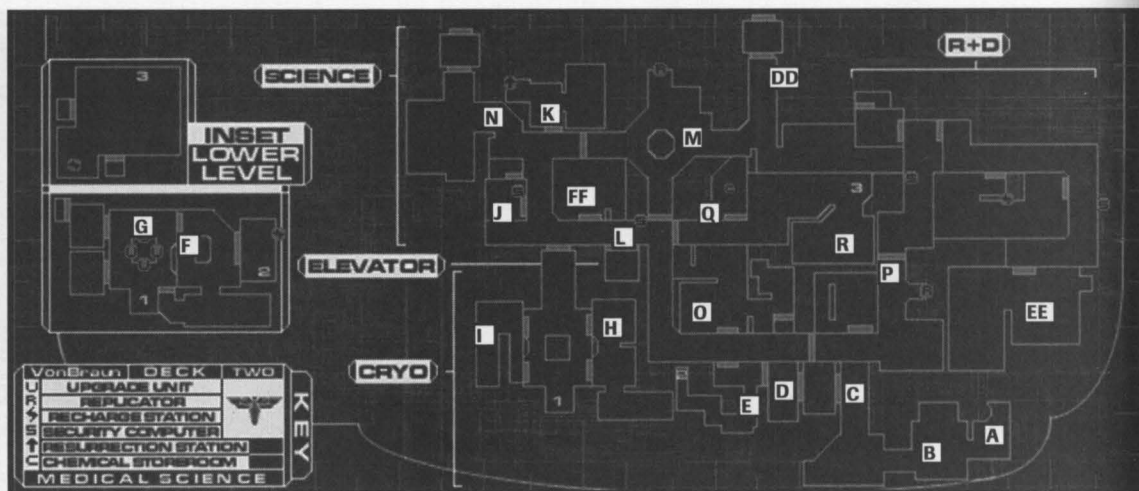 SCIENCE
R+D
DD
3
N
K
M
INSET
LOWER
LEVEL
FF
J
Q
3
G
F
L
R
ELEVATOR
2
P
1
O
EE
I
H
CRYO
VonBraun DECK TWO
U UPGRADE UNIT
R REPLICATOR
RECHARGE STATION
S SECURITY COMPUTER
RESURRECTION STATION
C CHEMICAL STOREROOM
MEDICAL SCIENCE
KEY
1
2
E
D
C
B
A